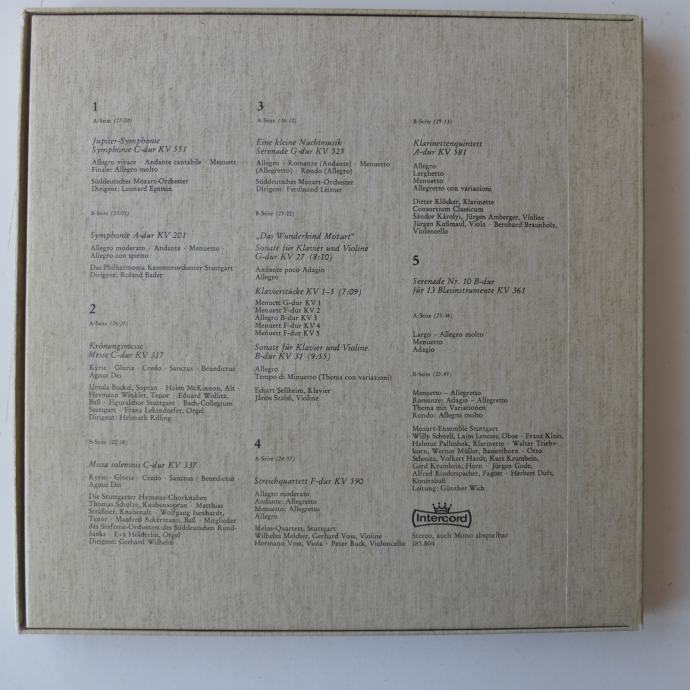 1
A-Seite
Jupiter-Symphonie
Symphonie C-dur KV 551
Allegro vivace · Andante cantabile · Menuett
Finale: Allegro molto
Süddeutsches Mozart-Orchester
Dirigent: Leonard Epstein
B-Seite
Symphonie A-dur KV 201
Allegro moderato · Andante · Menuetto ·
Allegro con spirito
Das Philharmonia Kammerorchester Stuttgart
Dirigent: Roland Bader
2
A-Seite
Krönungsmesse
Messe C-dur KV 317
Kyrie · Gloria · Credo · Sanctus · Benedictus
Agnus Dei
Ursula Buckel, Sopran · Helen McKinnon, Alt ·
Hermann Winkler, Tenor · Eduard Wollitz,
Baß · Figuralchor Stuttgart · Bach-Collegium
Stuttgart · Franz Lehrndorfer, Orgel
Dirigent: Helmuth Rilling
B-Seite
Missa solemnis C-dur KV 337
Kyrie · Gloria · Credo · Sanctus · Benedictus
Agnus Dei
Die Stuttgarter Hymnus-Chorknaben
Thomas Schulze, Knabensopran · Matthias
Sträßner, Knabenalt · Wolfgang Isenhardt,
Tenor · Manfred Ackermann, Baß · Mitglieder
des Sinfonie-Orchesters des Süddeutschen Rund-
funks · Eva Hölderlin, Orgel
Dirigent: Gerhard Wilhelm
3
A-Seite (16:12)
Eine kleine Nachtmusik
Serenade G-dur KV 525
Allegro · Romanze (Andante) · Menuetto
(Allegretto) · Rondo (Allegro)
Süddeutsches Mozart-Orchester
Dirigent: Ferdinand Leitner
B-Seite (25:22)
„Das Wunderkind Mozart“
Sonate für Klavier und Violine
G-dur KV 27 (8:10)
Andante poco Adagio
Allegro
Klavierstücke KV 1–5 (7:09)
Menuett G-dur KV 1
Menuett F-dur KV 2
Allegro B-dur KV 3
Menuett F-dur KV 4
Menuett F-dur KV 5
Sonate für Klavier und Violine
B-dur KV 31 (9:55)
Allegro
Tempo di Minuetto (Thema con variazioni)
Eckart Sellheim, Klavier
János Szabó, Violine
4
A-Seite (24:57)
Streichquartett F-dur KV 590
Allegro moderato
Andante: Allegretto
Menuetto: Allegretto
Allegro
Melos-Quartett, Stuttgart
Wilhelm Melcher, Gerhard Voss, Violine ·
Hermann Voss, Viola · Peter Buck, Violoncello
B-Seite
Klarinettenquintett
A-dur KV 581
Allegro
Larghetto
Menuetto
Allegretto con variazioni
Dieter Klöcker, Klarinette
Consortium Classicum
Sándor Károlyi, Jürgen Amberger, Violine ·
Jürgen Kußmaul, Viola · Bernhard Braunholz,
Violoncello
5
Serenade Nr. 10 B-dur
für 13 Blasinstrumente KV 361
A-Seite
Largo – Allegro molto
Menuetto
Adagio
B-Seite
Menuetto – Allegretto
Romanze: Adagio – Allegretto
Thema mit Variationen
Rondo: Allegro molto
Mozart-Ensemble Stuttgart
Willy Schnell, Lajos Lencses, Oboe · Franz Klein,
Helmut Pallushek, Klarinette · Walter Triebs-
korn, Werner Müller, Bassetthorn · Otto
Schmitz, Volkert Hardt, Kurt Krumbein,
Gerd Krumbein, Horn · Jürgen Gode,
Alfred Rinderspacher, Fagott · Herbert Duft,
Kontrabaß
Leitung: Günther Wich
Intercord
Stereo, auch Mono abspielbar
185 804